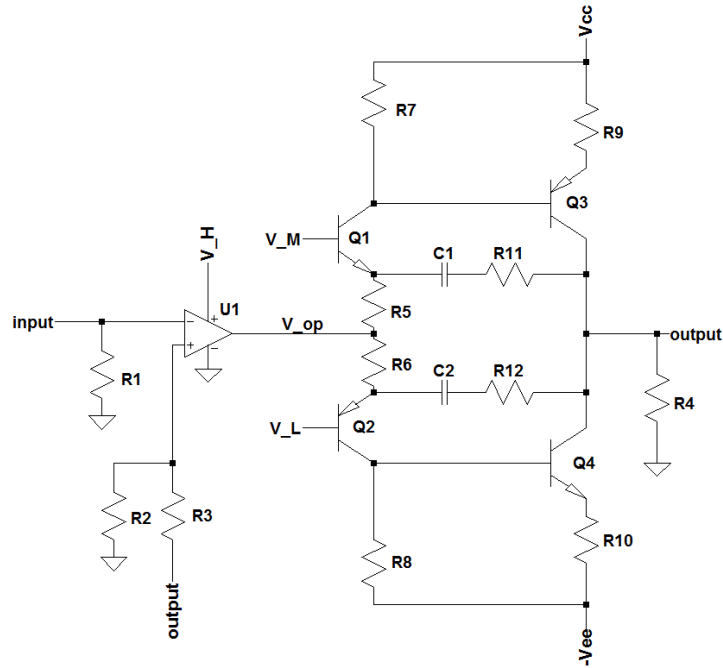 Vcc
R7
R9
Q3
V_M
Q1
V_H
C1
R11
U1
input
-
+
+
-
V_op
R5
output
R1
R6
C2
R12
R4
V_L
Q2
Q4
R2
R3
R8
R10
output
-Vee